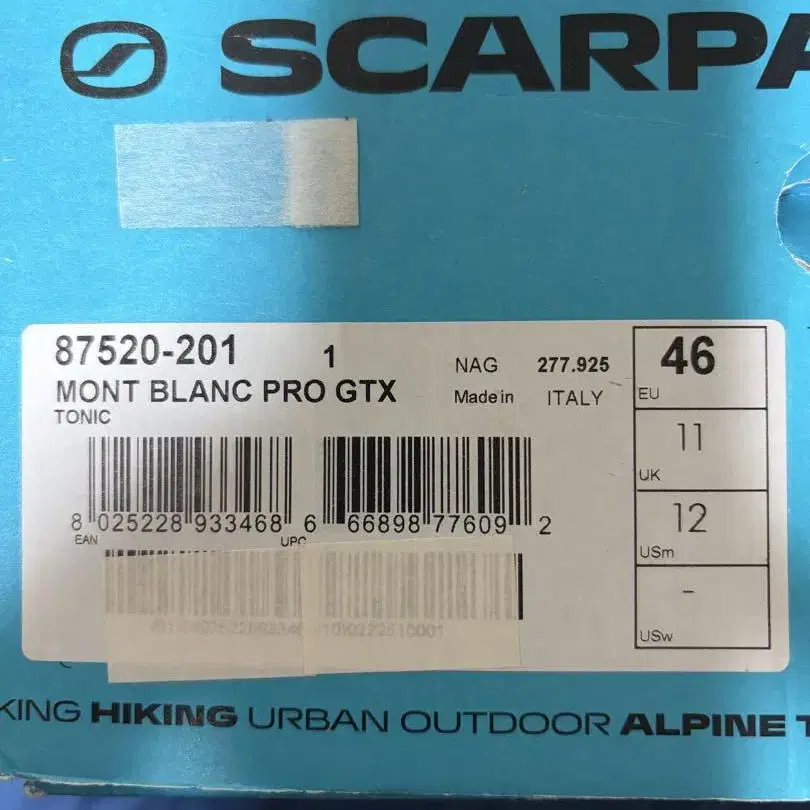 SCARPA
87520-201 1
MONT BLANC PRO GTX
TONIC
NAG 277.925
Made in ITALY
46
EU
11
UK
12
USm
-
USw
8 025228 933468
EAN
6 66898 77609 2
UPC
KING HIKING URBAN OUTDOOR ALPINE T